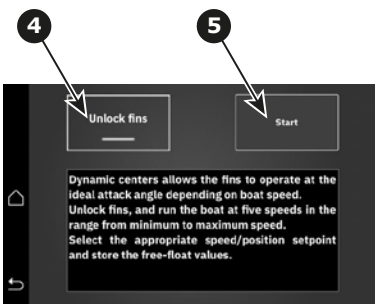 4 5
Unlock fins Start
Dynamic centers allows the fins to operate at the
ideal attack angle depending on boat speed.
Unlock fins, and run the boat at five speeds in the
range from minimum to maximum speed.
Select the appropriate speed/position setpoint
and store the free-float values.